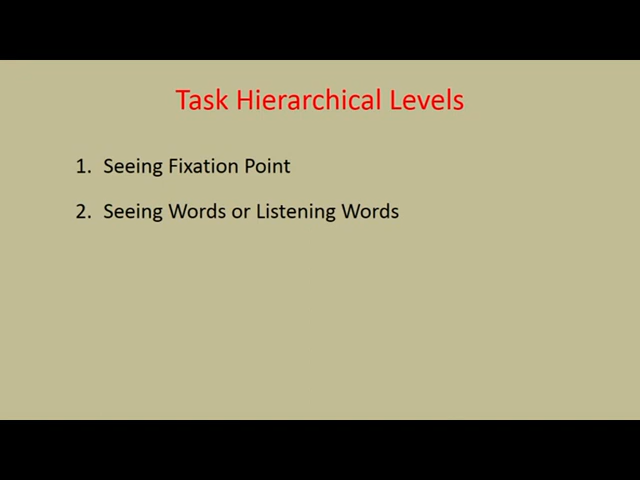 Task Hierarchical Levels
1. Seeing Fixation Point
2. Seeing Words or Listening Words